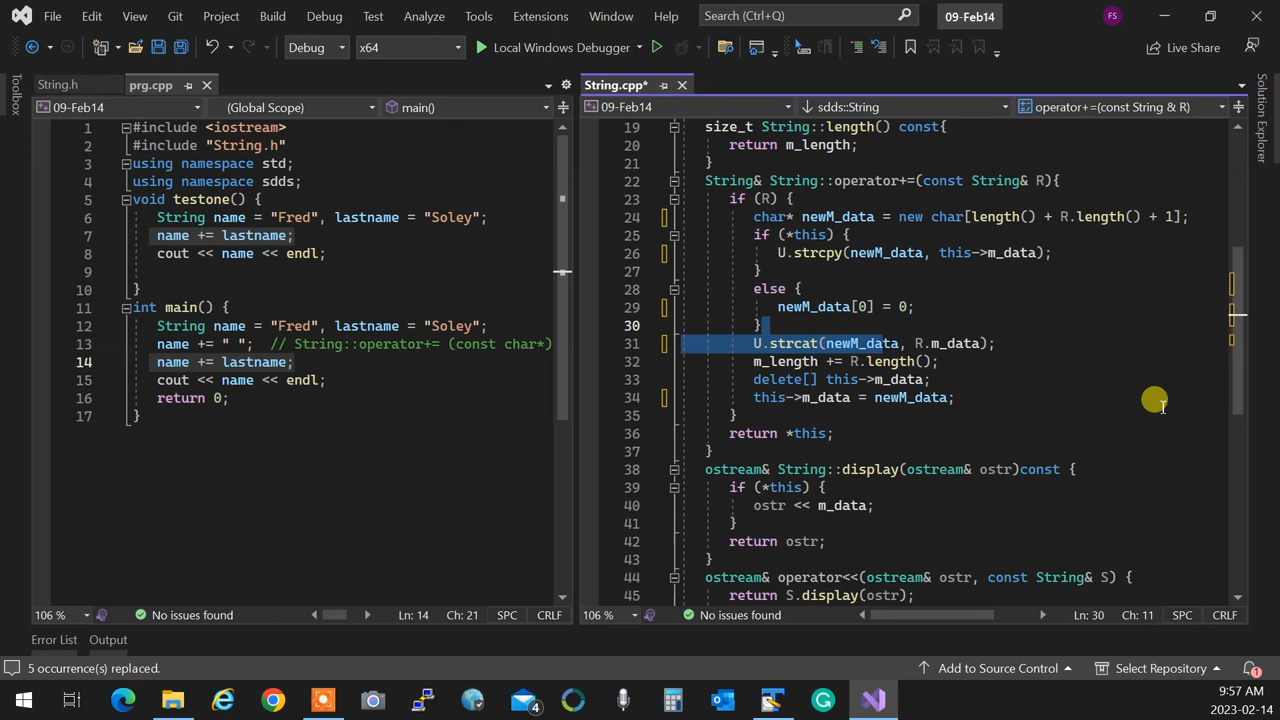 File Edit View Git Project Build Debug Test Analyze Tools Extensions Window Help Search (Ctrl+Q) 09-Feb14 FS
Debug x64 Local Windows Debugger Live Share
Toolbox
String.h prg.cpp
09-Feb14 (Global Scope) main()
1 #include <iostream>
2 #include "String.h"
3 using namespace std;
4 using namespace sdds;
5 void testone() {
6 String name = "Fred", lastname = "Soley";
7 name += lastname;
8 cout << name << endl;
9
10 }
11 int main() {
12 String name = "Fred", lastname = "Soley";
13 name += " "; // String::operator+= (const char*)
14 name += lastname;
15 cout << name << endl;
16 return 0;
17 }
106 % No issues found Ln: 14 Ch: 21 SPC CRLF
String.cpp*
09-Feb14 sdds::String operator+=(const String & R)
19 size_t String::length() const{
20 return m_length;
21 }
22 String& String::operator+=(const String& R){
23 if (R) {
24 char* newM_data = new char[length() + R.length() + 1];
25 if (*this) {
26 U.strcpy(newM_data, this->m_data);
27 }
28 else {
29 newM_data[0] = 0;
30 }
31 U.strcat(newM_data, R.m_data);
32 m_length += R.length();
33 delete[] this->m_data;
34 this->m_data = newM_data;
35 }
36 return *this;
37 }
38 ostream& String::display(ostream& ostr)const {
39 if (*this) {
40 ostr << m_data;
41 }
42 return ostr;
43 }
44 ostream& operator<<(ostream& ostr, const String& S) {
45 return S.display(ostr);
106 % No issues found Ln: 30 Ch: 11 SPC CRLF
Solution Explorer
Error List Output
5 occurrence(s) replaced. Add to Source Control Select Repository 1
4
9:57 AM
2023-02-14